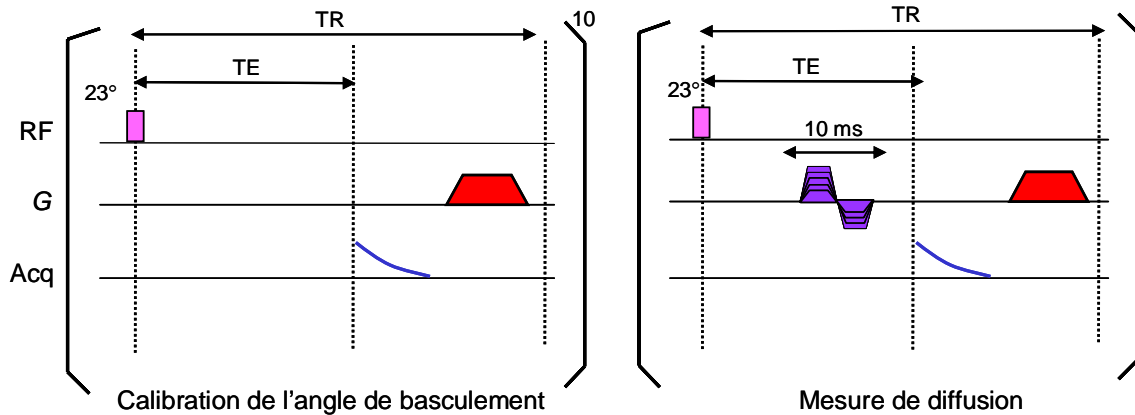 TR
10
TE
23°
RF
G
Acq
Calibration de l'angle de basculement
TR
TE
23°
10 ms
Mesure de diffusion